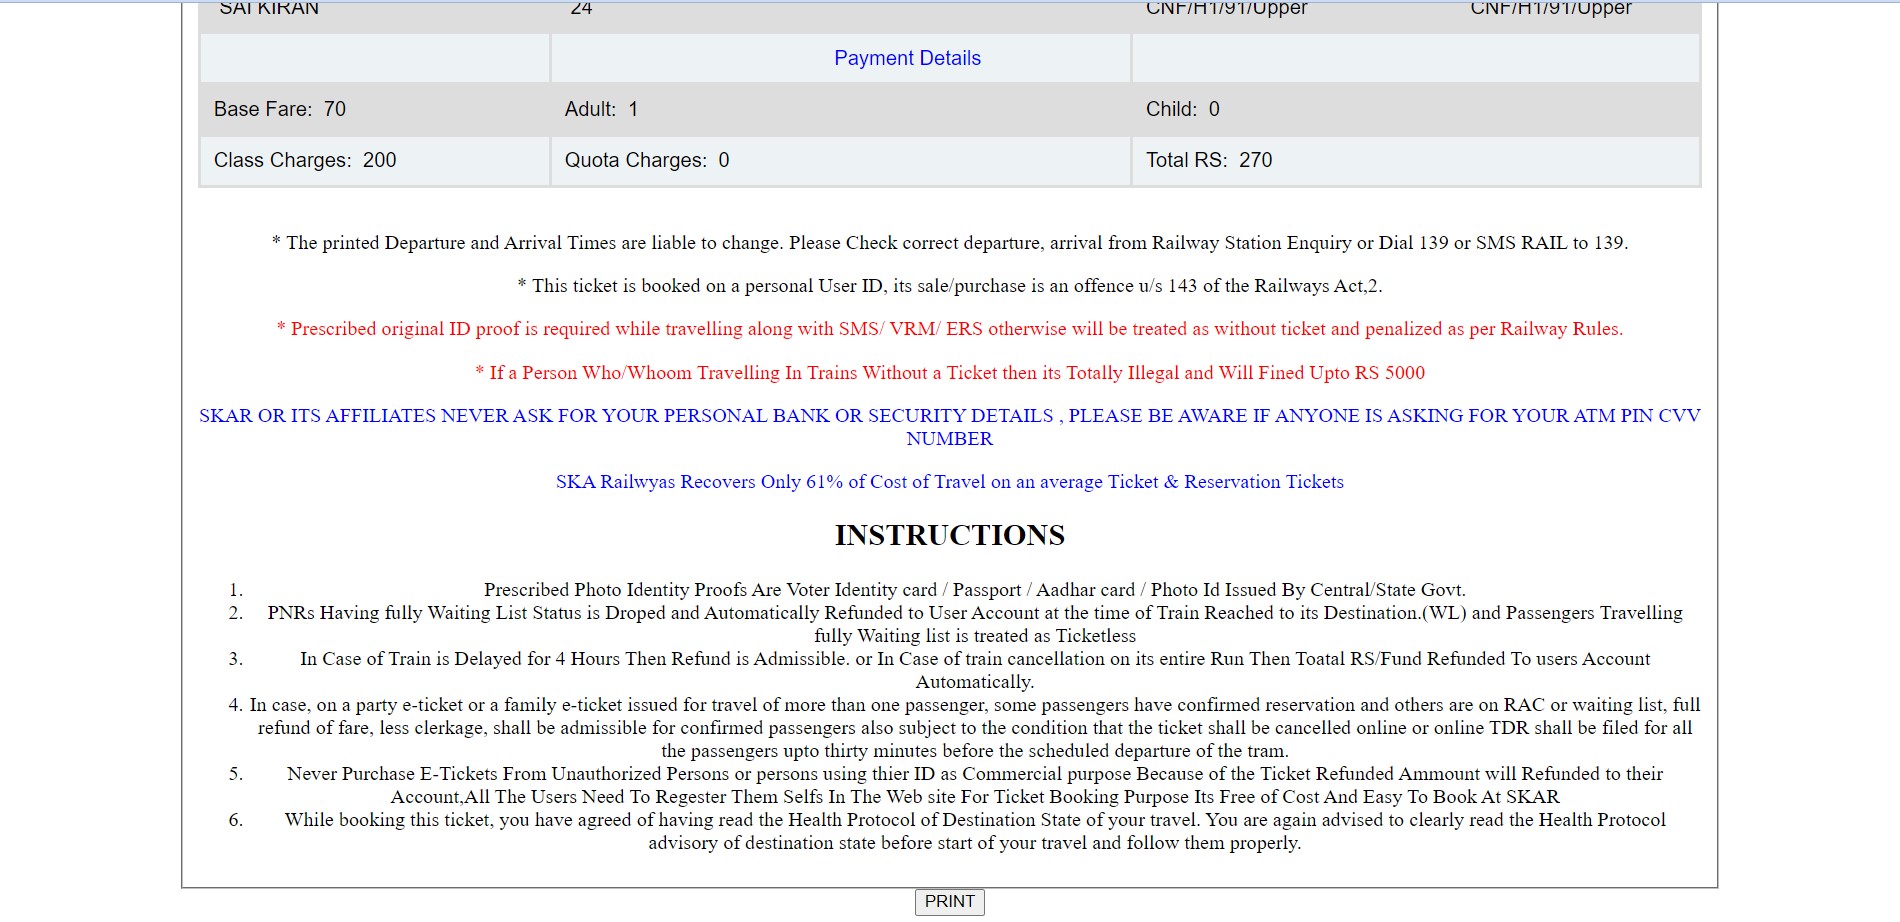 SAI KIRAN 24 CNF/H1/91/Upper CNF/H1/91/Upper
Payment Details
Base Fare: 70 Adult: 1 Child: 0
Class Charges: 200 Quota Charges: 0 Total RS: 270
* The printed Departure and Arrival Times are liable to change. Please Check correct departure, arrival from Railway Station Enquiry or Dial 139 or SMS RAIL to 139.
* This ticket is booked on a personal User ID, its sale/purchase is an offence u/s 143 of the Railways Act,2.
* Prescribed original ID proof is required while travelling along with SMS/ VRM/ ERS otherwise will be treated as without ticket and penalized as per Railway Rules.
* If a Person Who/Whoom Travelling In Trains Without a Ticket then its Totally Illegal and Will Fined Upto RS 5000
SKAR OR ITS AFFILIATES NEVER ASK FOR YOUR PERSONAL BANK OR SECURITY DETAILS , PLEASE BE AWARE IF ANYONE IS ASKING FOR YOUR ATM PIN CVV
NUMBER
SKA Railwyas Recovers Only 61% of Cost of Travel on an average Ticket & Reservation Tickets
INSTRUCTIONS
1. Prescribed Photo Identity Proofs Are Voter Identity card / Passport / Aadhar card / Photo Id Issued By Central/State Govt.
2. PNRs Having fully Waiting List Status is Droped and Automatically Refunded to User Account at the time of Train Reached to its Destination.(WL) and Passengers Travelling
fully Waiting list is treated as Ticketless
3. In Case of Train is Delayed for 4 Hours Then Refund is Admissible. or In Case of train cancellation on its entire Run Then Toatal RS/Fund Refunded To users Account
Automatically.
4. In case, on a party e-ticket or a family e-ticket issued for travel of more than one passenger, some passengers have confirmed reservation and others are on RAC or waiting list, full
refund of fare, less clerkage, shall be admissible for confirmed passengers also subject to the condition that the ticket shall be cancelled online or online TDR shall be filed for all
the passengers upto thirty minutes before the scheduled departure of the tram.
5. Never Purchase E-Tickets From Unauthorized Persons or persons using thier ID as Commercial purpose Because of the Ticket Refunded Ammount will Refunded to their
Account,All The Users Need To Regester Them Selfs In The Web site For Ticket Booking Purpose Its Free of Cost And Easy To Book At SKAR
6. While booking this ticket, you have agreed of having read the Health Protocol of Destination State of your travel. You are again advised to clearly read the Health Protocol
advisory of destination state before start of your travel and follow them properly.
PRINT